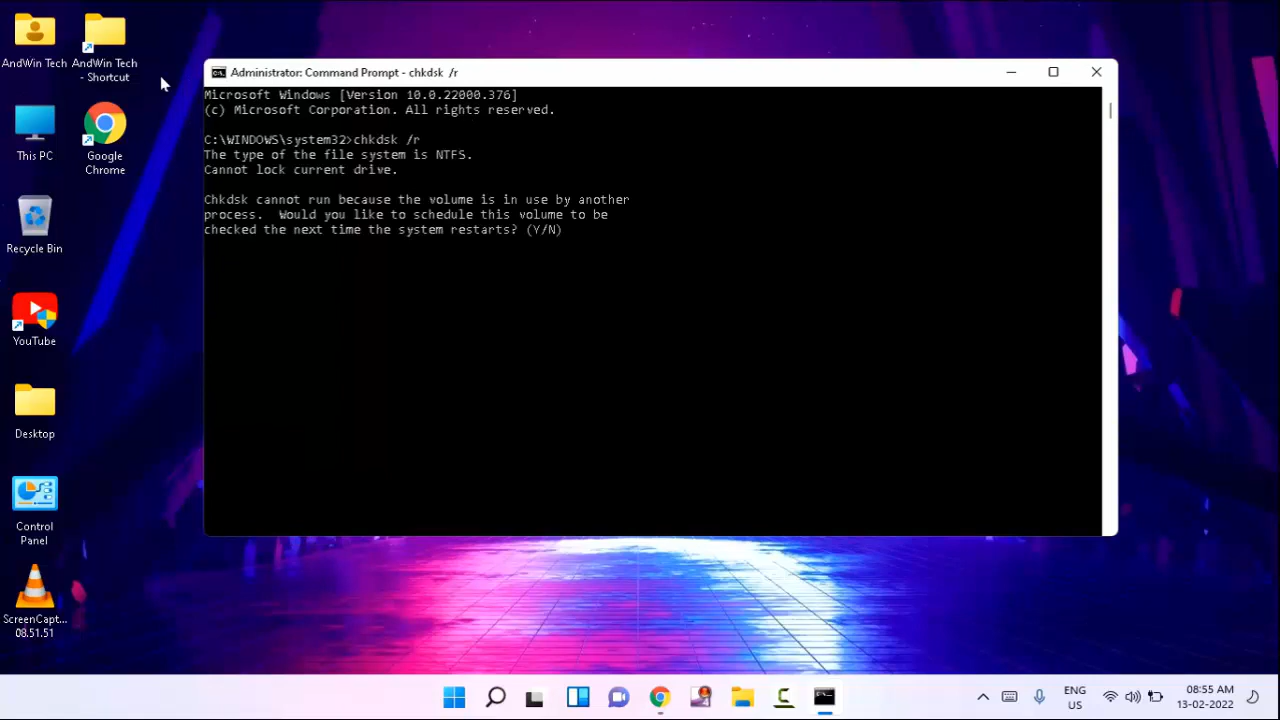 AndWin Tech
AndWin Tech
- Shortcut
This PC
Google
Chrome
Recycle Bin
YouTube
Desktop
Control
Panel
ScreenCapt...
08.51.51
Administrator: Command Prompt - chkdsk /r
Microsoft Windows [Version 10.0.22000.376]
(c) Microsoft Corporation. All rights reserved.
C:\WINDOWS\system32>chkdsk /r
The type of the file system is NTFS.
Cannot lock current drive.
Chkdsk cannot run because the volume is in use by another
process.  Would you like to schedule this volume to be
checked the next time the system restarts? (Y/N)
ENG
US
08:55 AM
13-02-2022